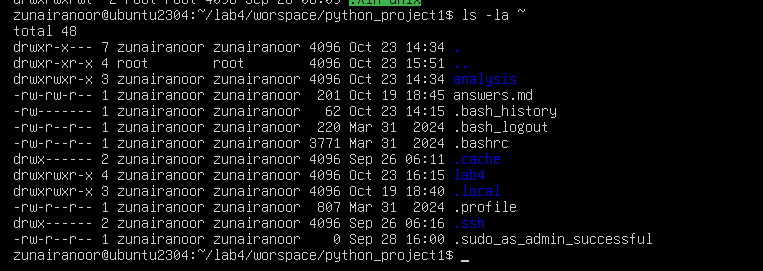 zunairanoor@ubuntu2304:~/lab4/worspace/python_project1$ ls -la ~
total 48
drwxr-x--- 7 zunairanoor zunairanoor 4096 Oct 23 14:34 .
drwxr-xr-x 4 root        root        4096 Oct 23 15:51 ..
drwxrwxr-x 3 zunairanoor zunairanoor 4096 Oct 23 14:34 analysis
-rw-rw-r-- 1 zunairanoor zunairanoor  201 Oct 19 18:45 answers.md
-rw------- 1 zunairanoor zunairanoor   62 Oct 23 14:15 .bash_history
-rw-r--r-- 1 zunairanoor zunairanoor  220 Mar 31  2024 .bash_logout
-rw-r--r-- 1 zunairanoor zunairanoor 3771 Mar 31  2024 .bashrc
drwx------ 2 zunairanoor zunairanoor 4096 Sep 26 06:11 .cache
drwxrwxr-x 4 zunairanoor zunairanoor 4096 Oct 23 16:15 lab4
drwxrwxr-x 3 zunairanoor zunairanoor 4096 Oct 19 18:40 .local
-rw-r--r-- 1 zunairanoor zunairanoor  807 Mar 31  2024 .profile
drwx------ 2 zunairanoor zunairanoor 4096 Sep 26 06:16 .ssh
-rw-r--r-- 1 zunairanoor zunairanoor    0 Sep 28 16:00 .sudo_as_admin_successful
zunairanoor@ubuntu2304:~/lab4/worspace/python_project1$ _